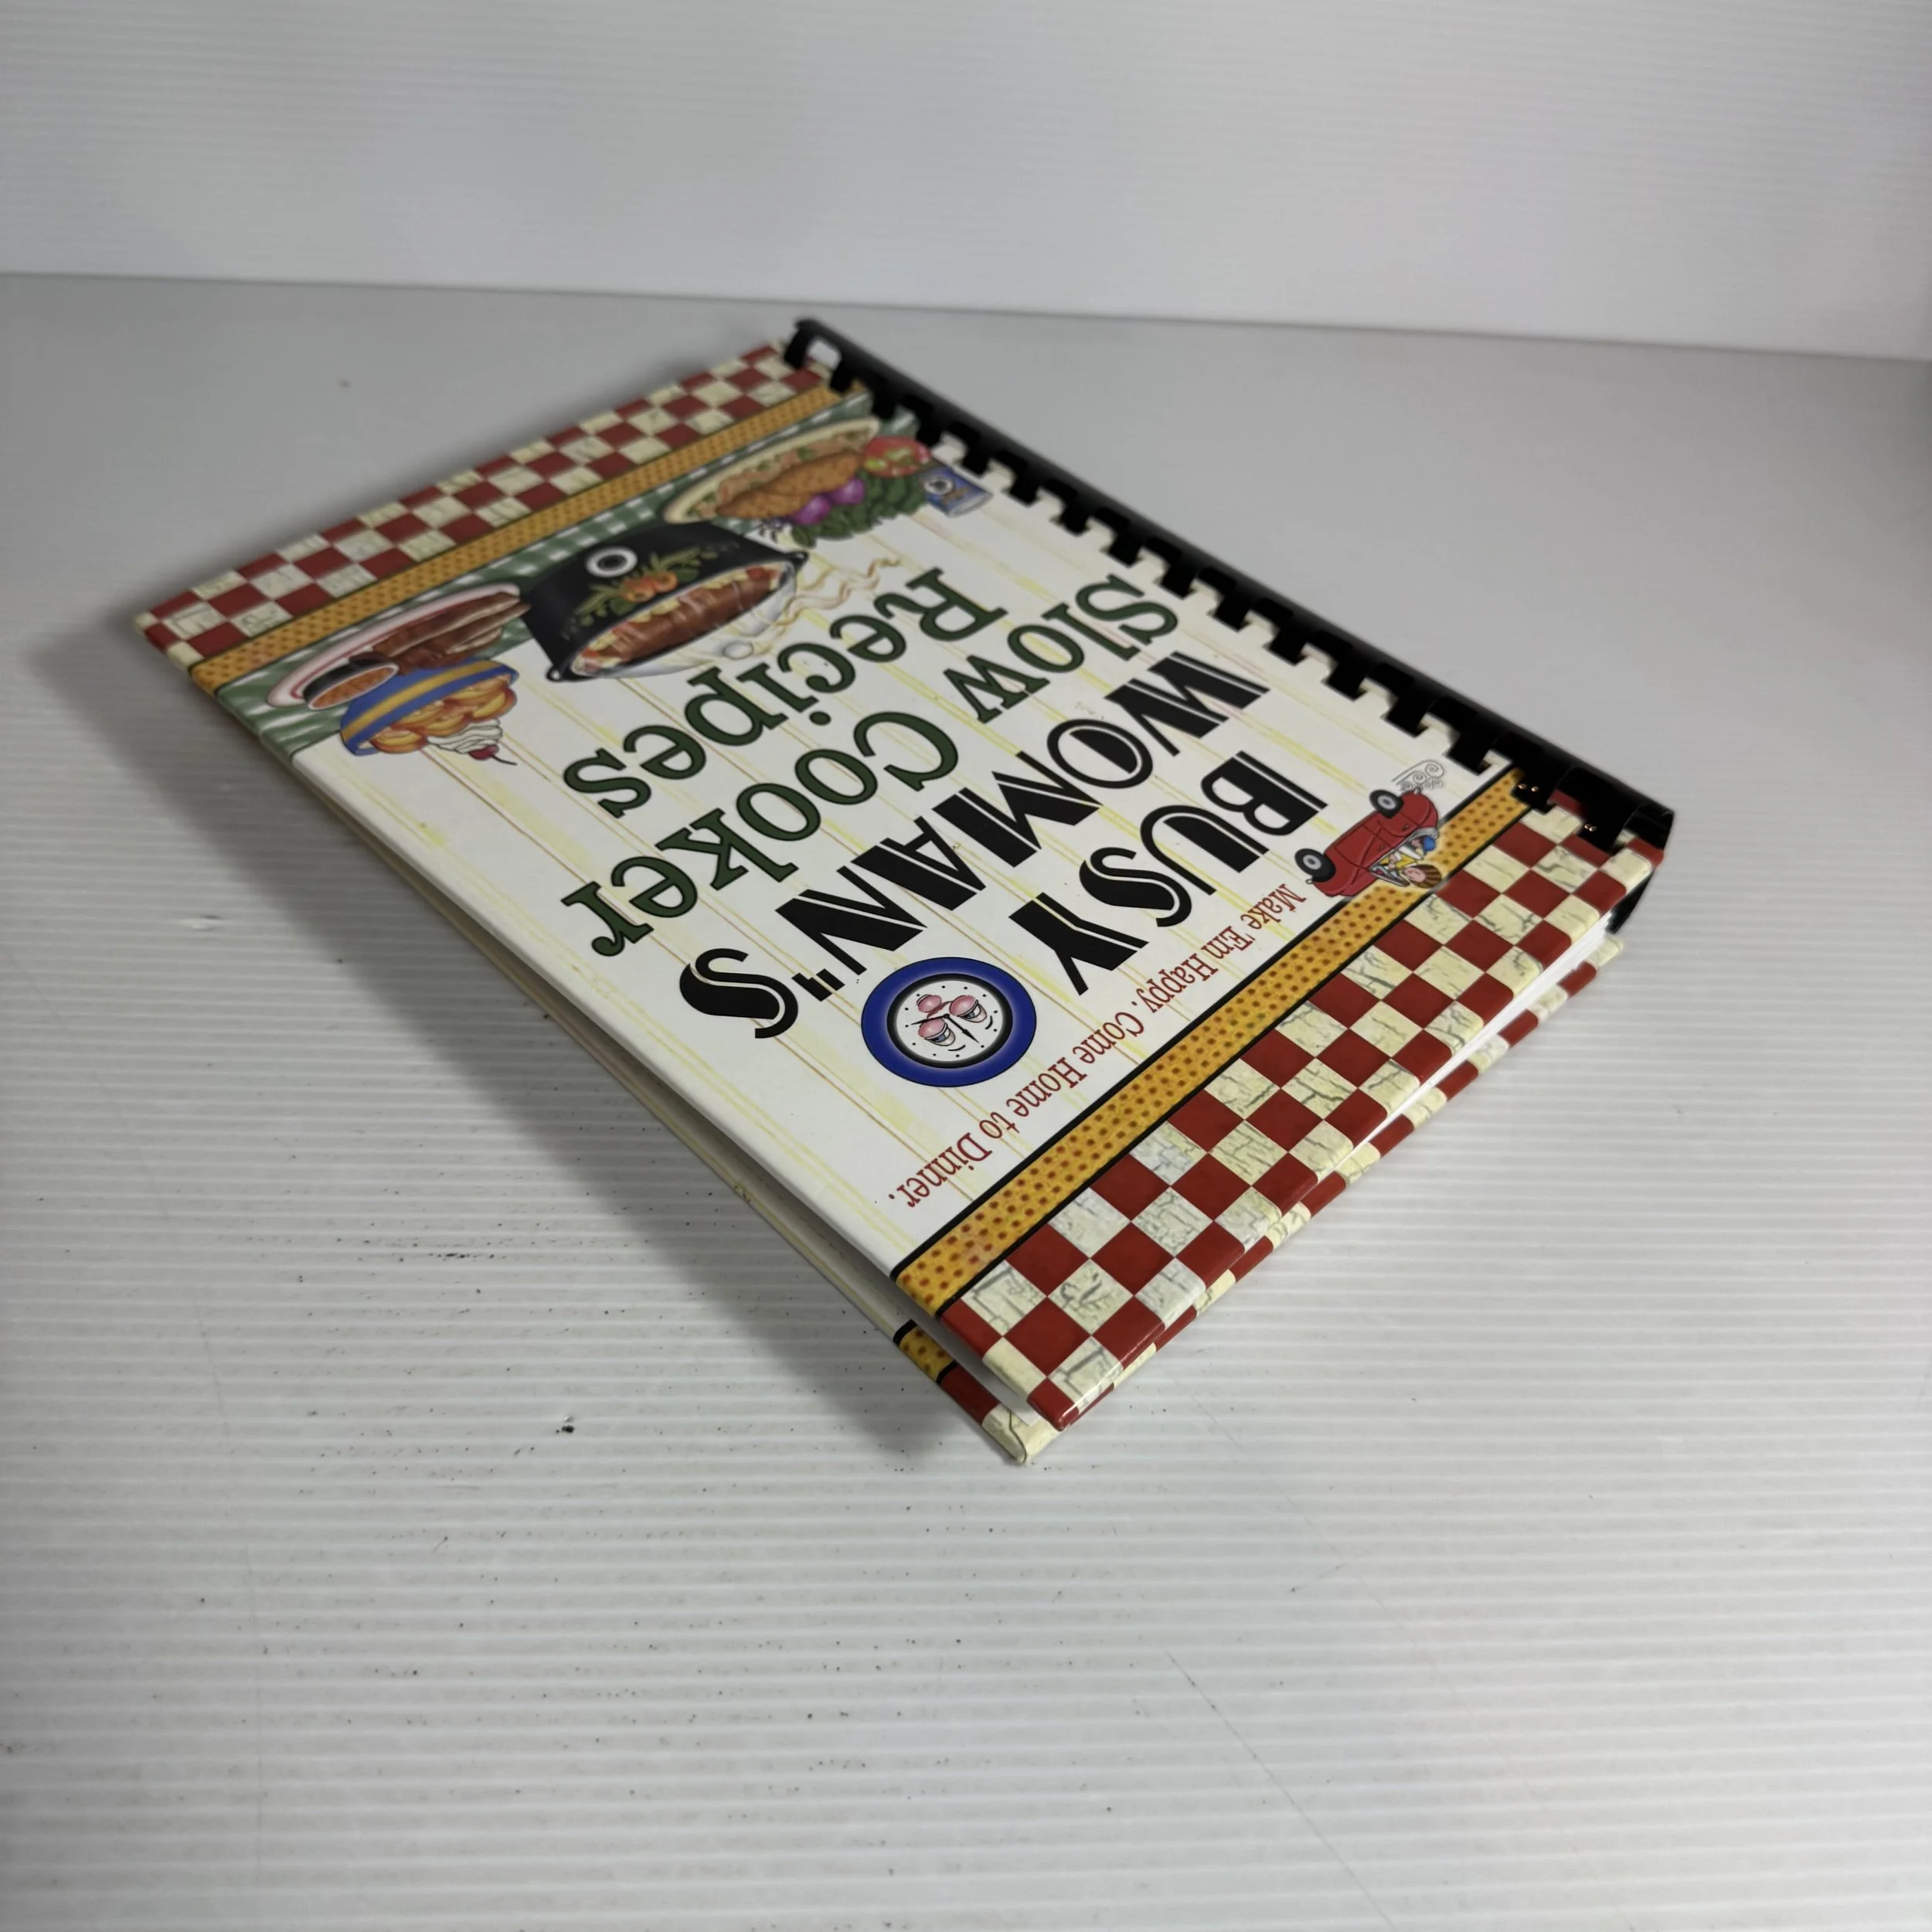 Make 'Em Happy. Come Home to Dinner.
BUSY
WOMAN'S
Slow Cooker
Recipes